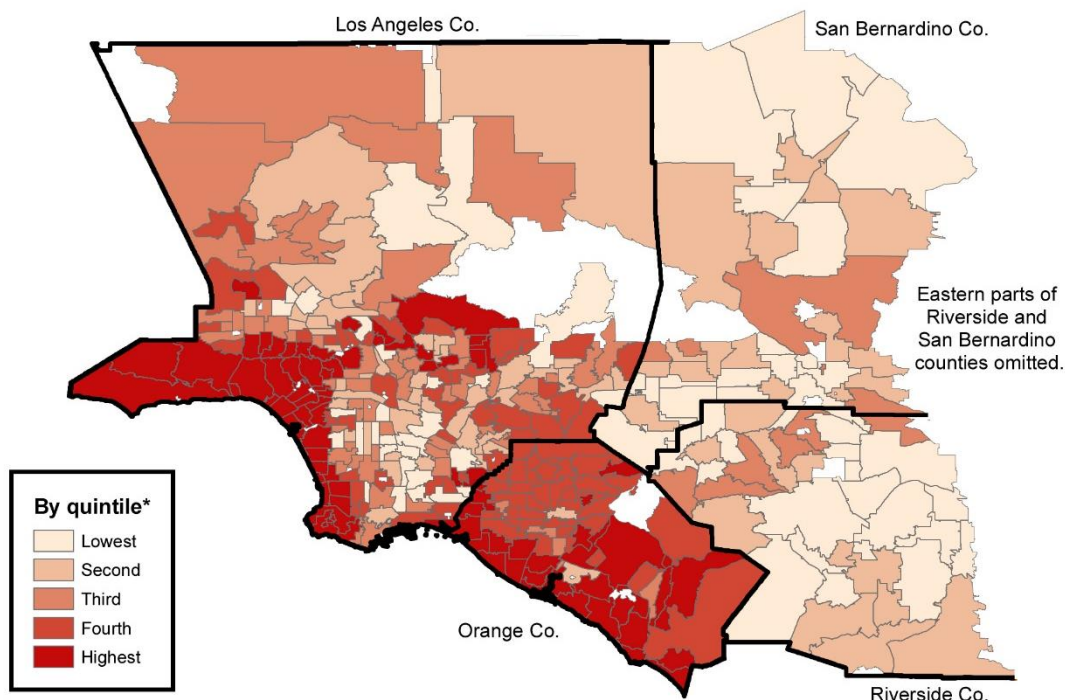 Los Angeles Co.
San Bernardino Co.
Eastern parts of
Riverside and
San Bernardino
counties omitted.
By quintile*
Lowest
Second
Third
Fourth
Highest
Orange Co.
Riverside Co.